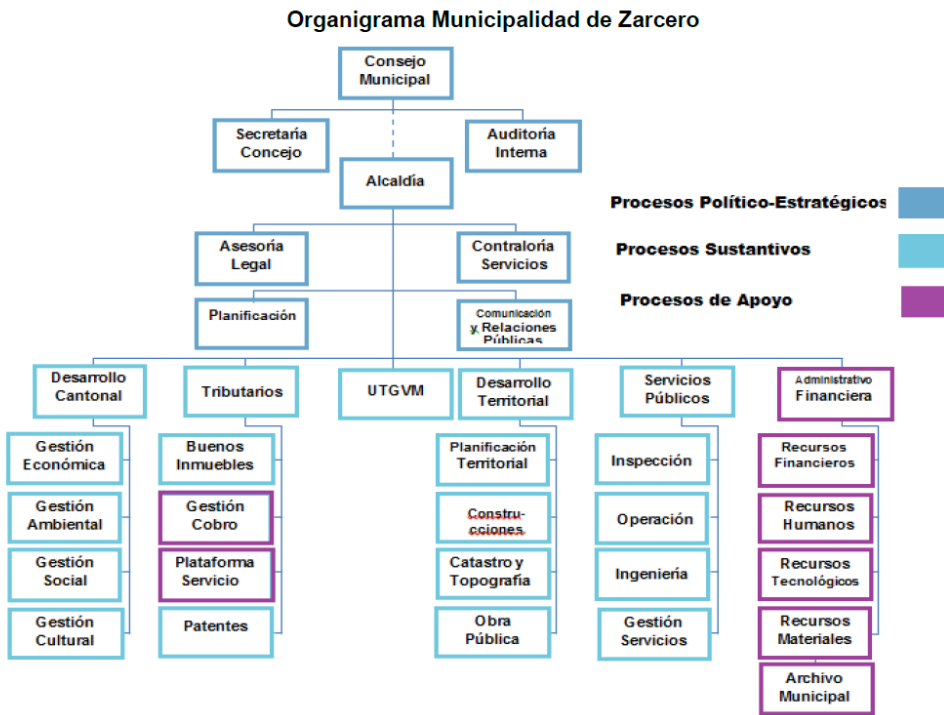 Organigrama Municipalidad de Zarcero
Consejo
Municipal
Secretaría
Concejo
Auditoría
Interna
Alcaldía
Procesos Político-Estratégicos
Procesos Sustantivos
Procesos de Apoyo
Asesoría
Legal
Contraloría
Servicios
Planificación
Comunicación
y Relaciones
Públicas
Desarrollo
Cantonal
Tributarios
UTGVM
Desarrollo
Territorial
Servicios
Públicos
Administrativo
Financiera
Gestión
Económica
Gestión
Ambiental
Gestión
Social
Gestión
Cultural
Buenos
Inmuebles
Gestión
Cobro
Plataforma
Servicio
Patentes
Planificación
Territorial
Constru-
cciones
Catastro y
Topografía
Obra
Pública
Inspección
Operación
Ingeniería
Gestión
Servicios
Recursos
Financieros
Recursos
Humanos
Recursos
Tecnológicos
Recursos
Materiales
Archivo
Municipal